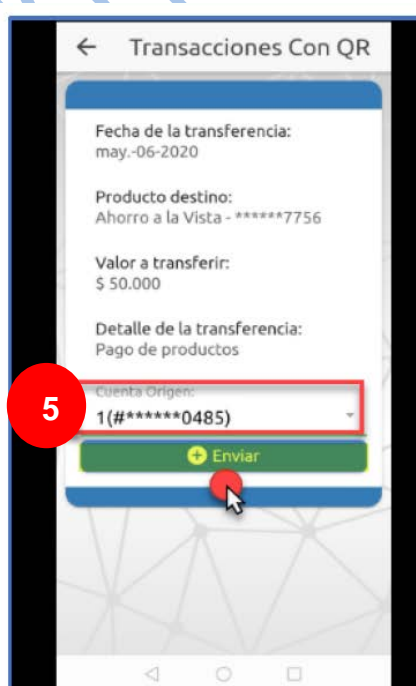 Transacciones Con QR
Fecha de la transferencia:
may.-06-2020
Producto destino:
Ahorro a la Vista - ******7756
Valor a transferir:
$ 50.000
Detalle de la transferencia:
Pago de productos
Cuenta Origen:
5
1(#******0485)
Enviar